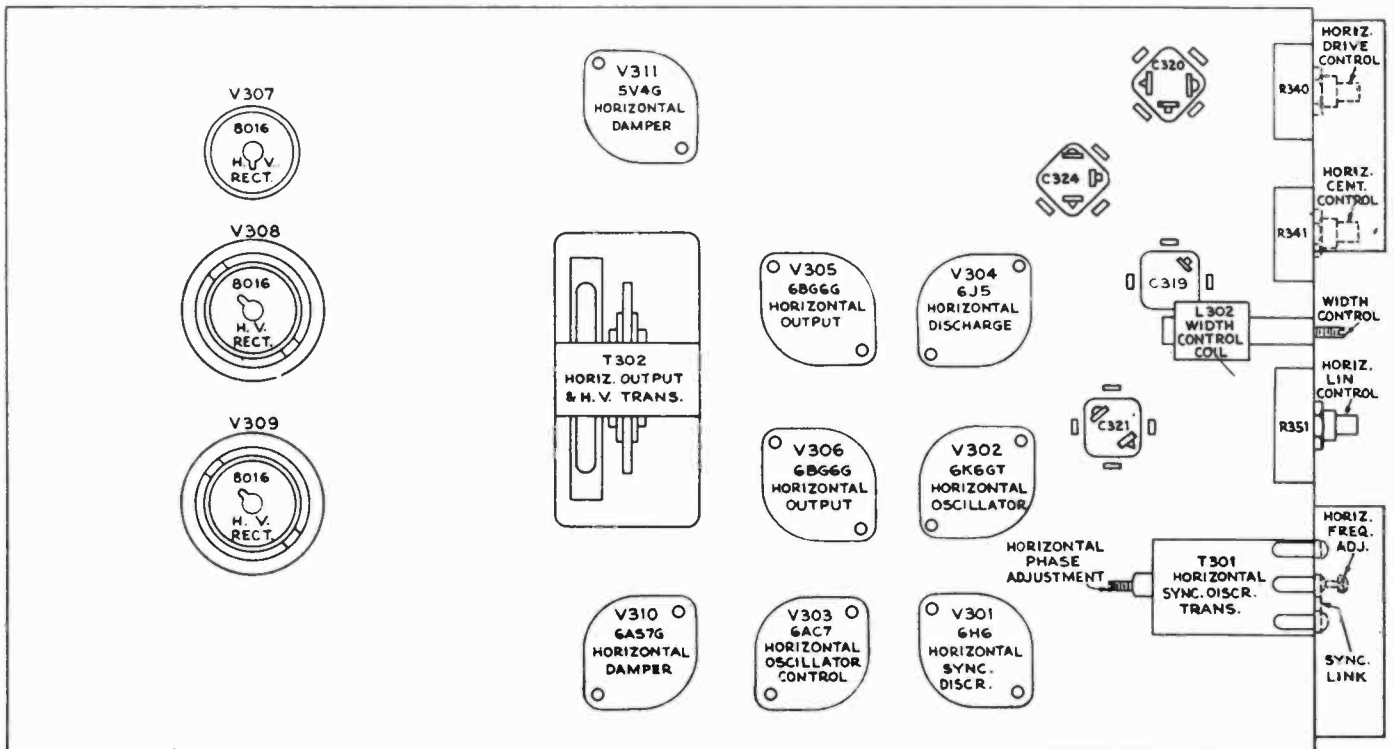 V307
8016
H. V.
RECT.
V308
8016
H. V.
RECT.
V309
8016
H. V.
RECT.
V311
5V4G
HORIZONTAL
DAMPER
T302
HORIZ. OUTPUT
& H.V. TRANS.
V310
6AS7G
HORIZONTAL
DAMPER
V305
6BG6G
HORIZONTAL
OUTPUT
V306
6BG6G
HORIZONTAL
OUTPUT
V303
6AC7
HORIZONTAL
OSCILLATOR
CONTROL
V304
6J5
HORIZONTAL
DISCHARGE
V302
6K6GT
HORIZONTAL
OSCILLATOR
V301
6H6
HORIZONTAL
SYNC.
DISCR.
C320
C324
C319
L302
WIDTH
CONTROL
COIL
C321
HORIZONTAL
PHASE
ADJUSTMENT
T301
HORIZONTAL
SYNC. DISCR.
TRANS.
R340
R341
R351
HORIZ.
DRIVE
CONTROL
HORIZ.
CENT.
CONTROL
WIDTH
CONTROL
HORIZ.
LIN
CONTROL
HORIZ.
FREQ.
ADJ.
SYNC.
LINK